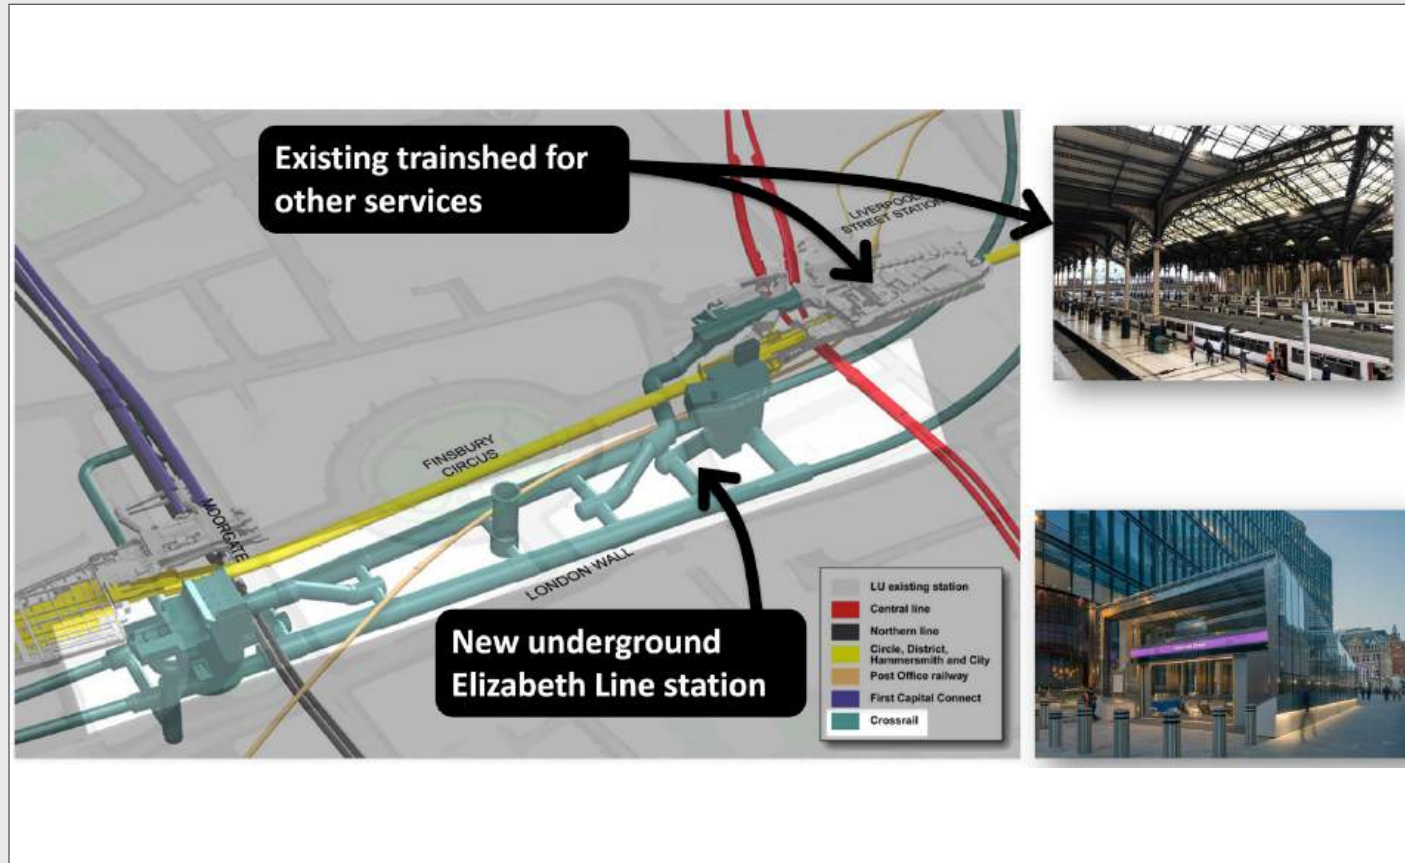 Existing trainshed for
other services
LIVERPOOL
STREET STATION
FINSBURY
CIRCUS
MOORGATE
LONDON WALL
New underground
Elizabeth Line station
LU existing station
Central line
Northern line
Circle, District,
Hammersmith and City
Post Office railway
First Capital Connect
Crossrail